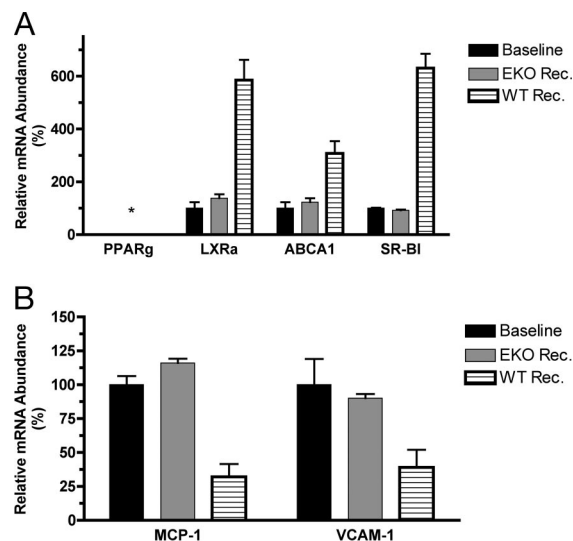 A
Relative mRNA Abundance
(%)
600
400
200
0
*
PPARg
LXRa
ABCA1
SR-BI
Baseline
EKO Rec.
WT Rec.
B
Relative mRNA Abundance
(%)
150
125
100
75
50
25
0
MCP-1
VCAM-1
Baseline
EKO Rec.
WT Rec.